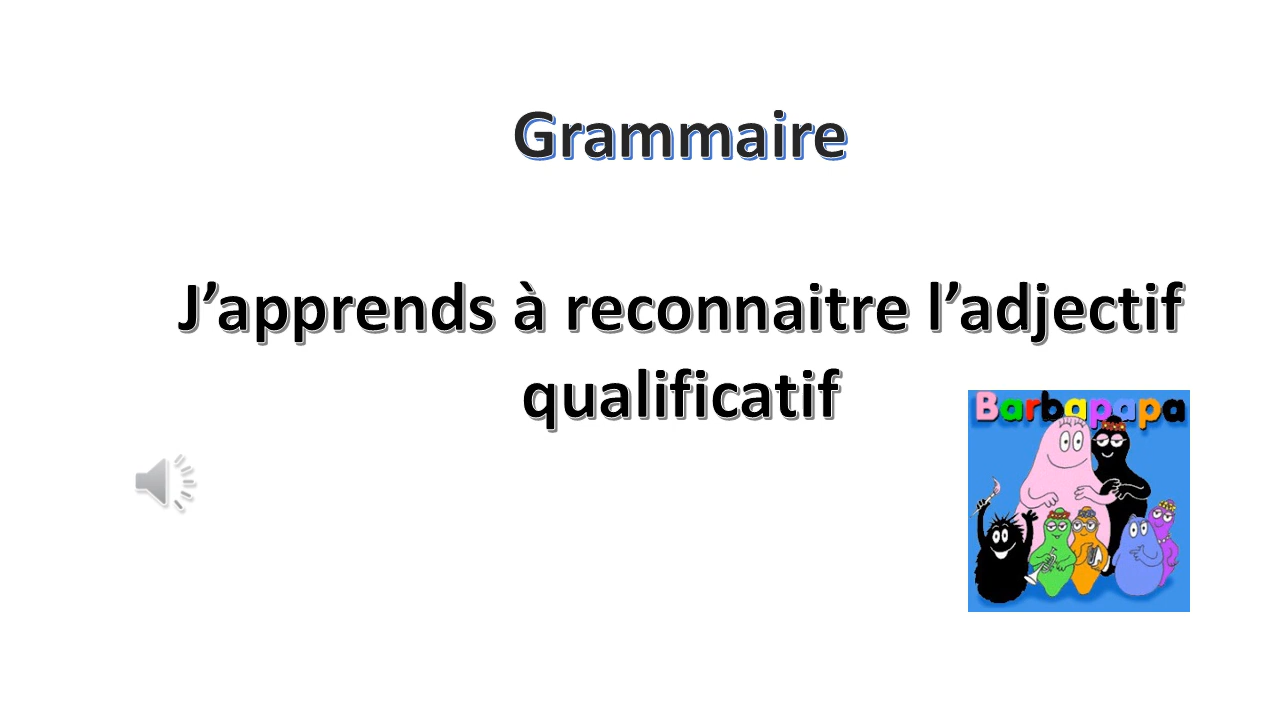 Grammaire
J’apprends à reconnaitre l’adjectif
qualificatif
Barbapapa